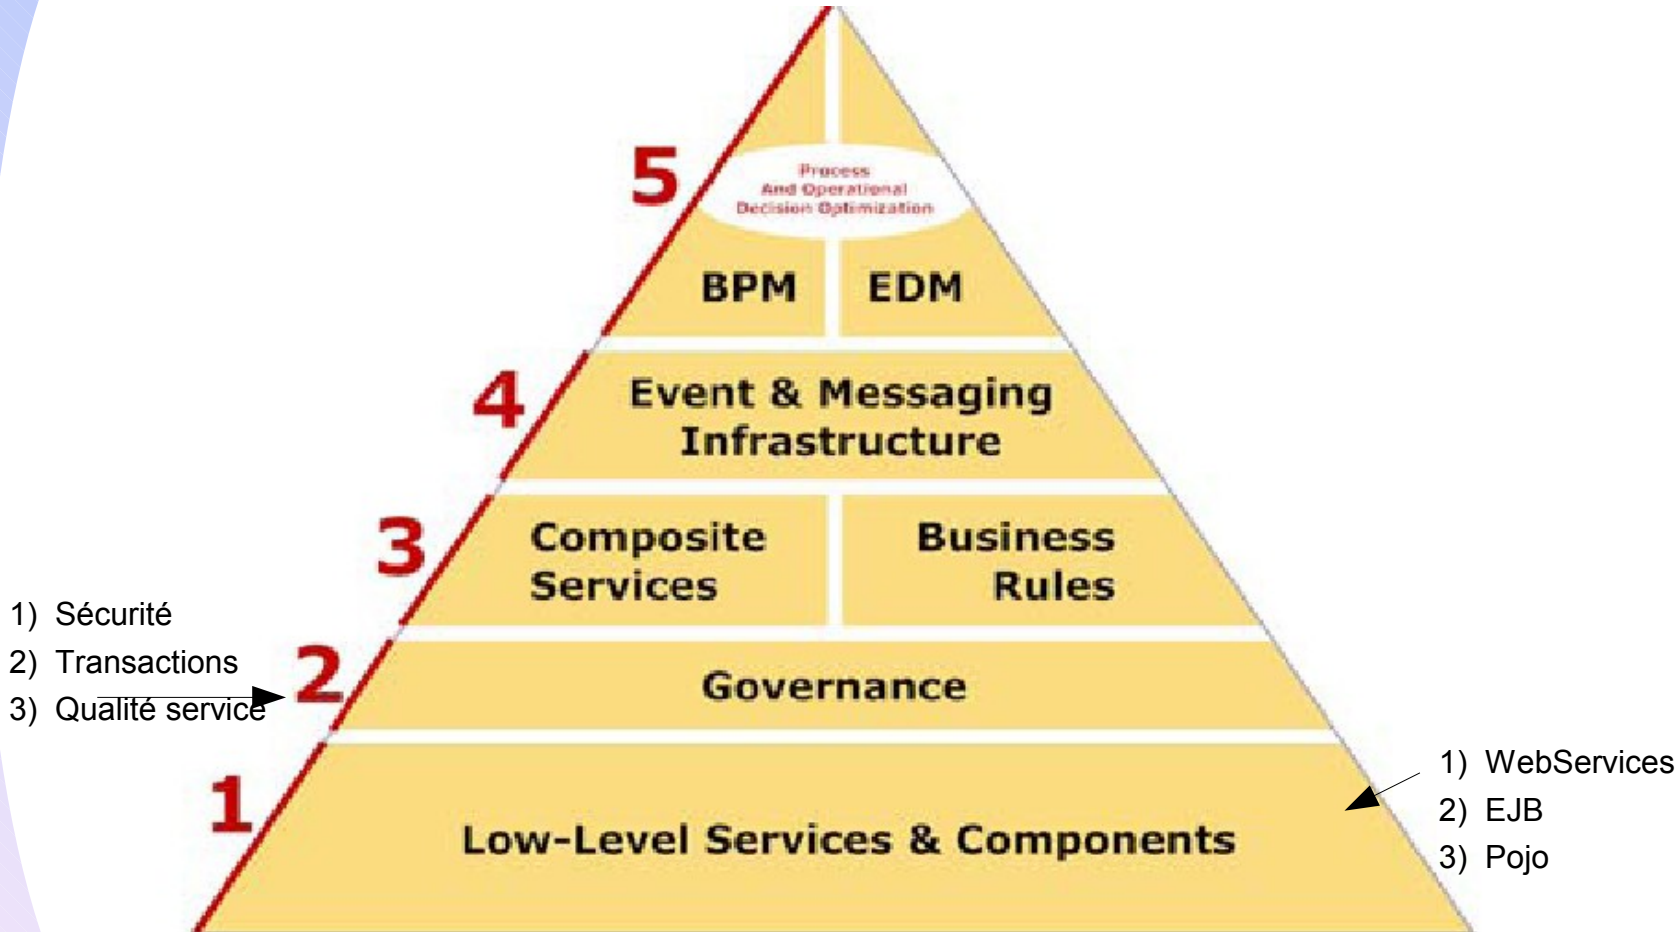 5
Process
And Operational
Decision Optimization
BPM EDM
4
Event & Messaging
Infrastructure
3
Composite
Services
Business
Rules
1) Sécurité
2) Transactions
3) Qualité service
2
Governance
1
Low-Level Services & Components
1) WebServices
2) EJB
3) Pojo